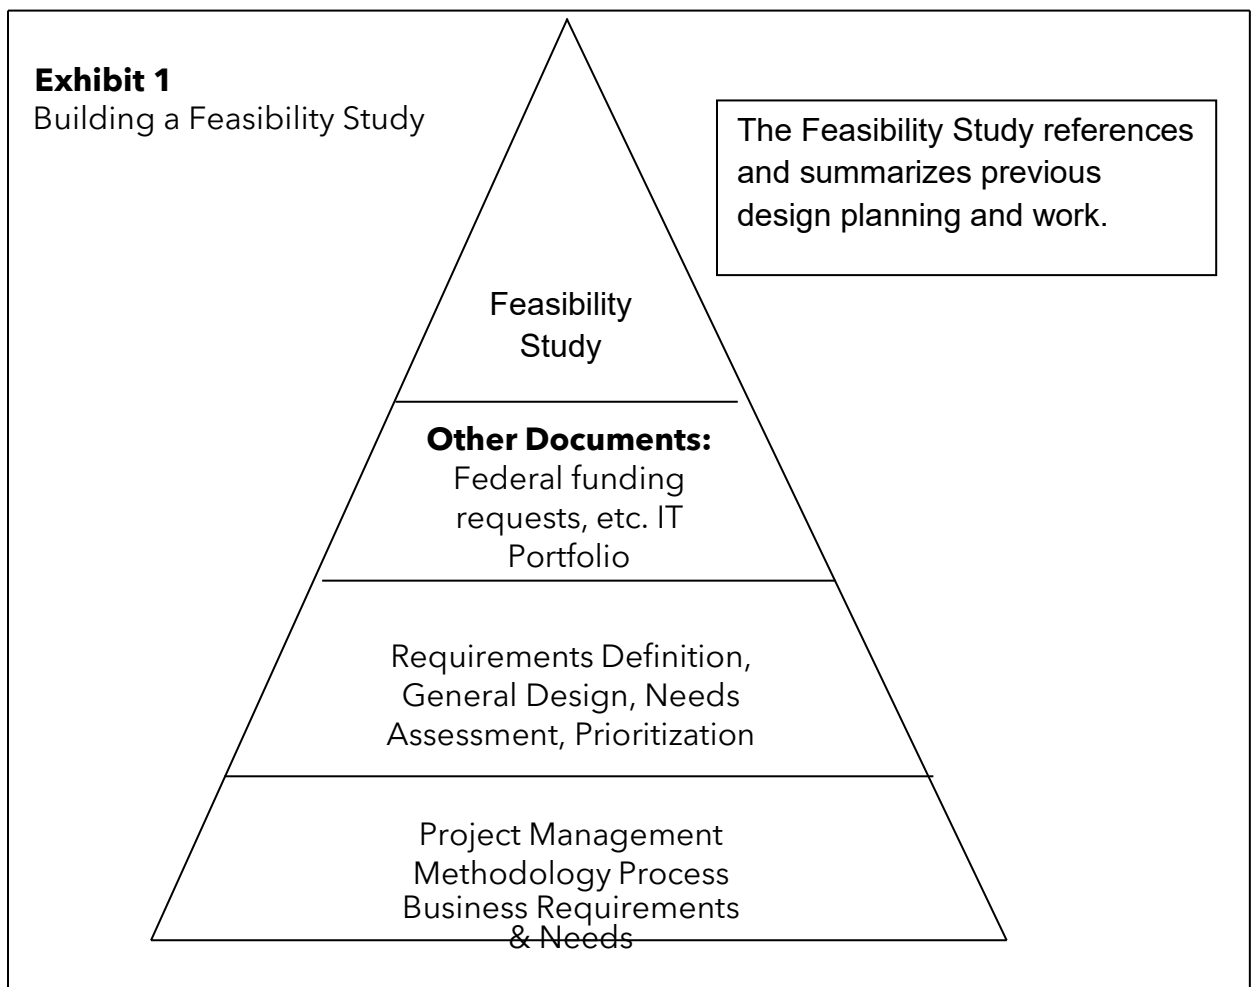 Exhibit 1
Building a Feasibility Study
The Feasibility Study references
and summarizes previous
design planning and work.
Feasibility
Study
Other Documents:
Federal funding
requests, etc. IT
Portfolio
Requirements Definition,
General Design, Needs
Assessment, Prioritization
Project Management
Methodology Process
Business Requirements
& Needs